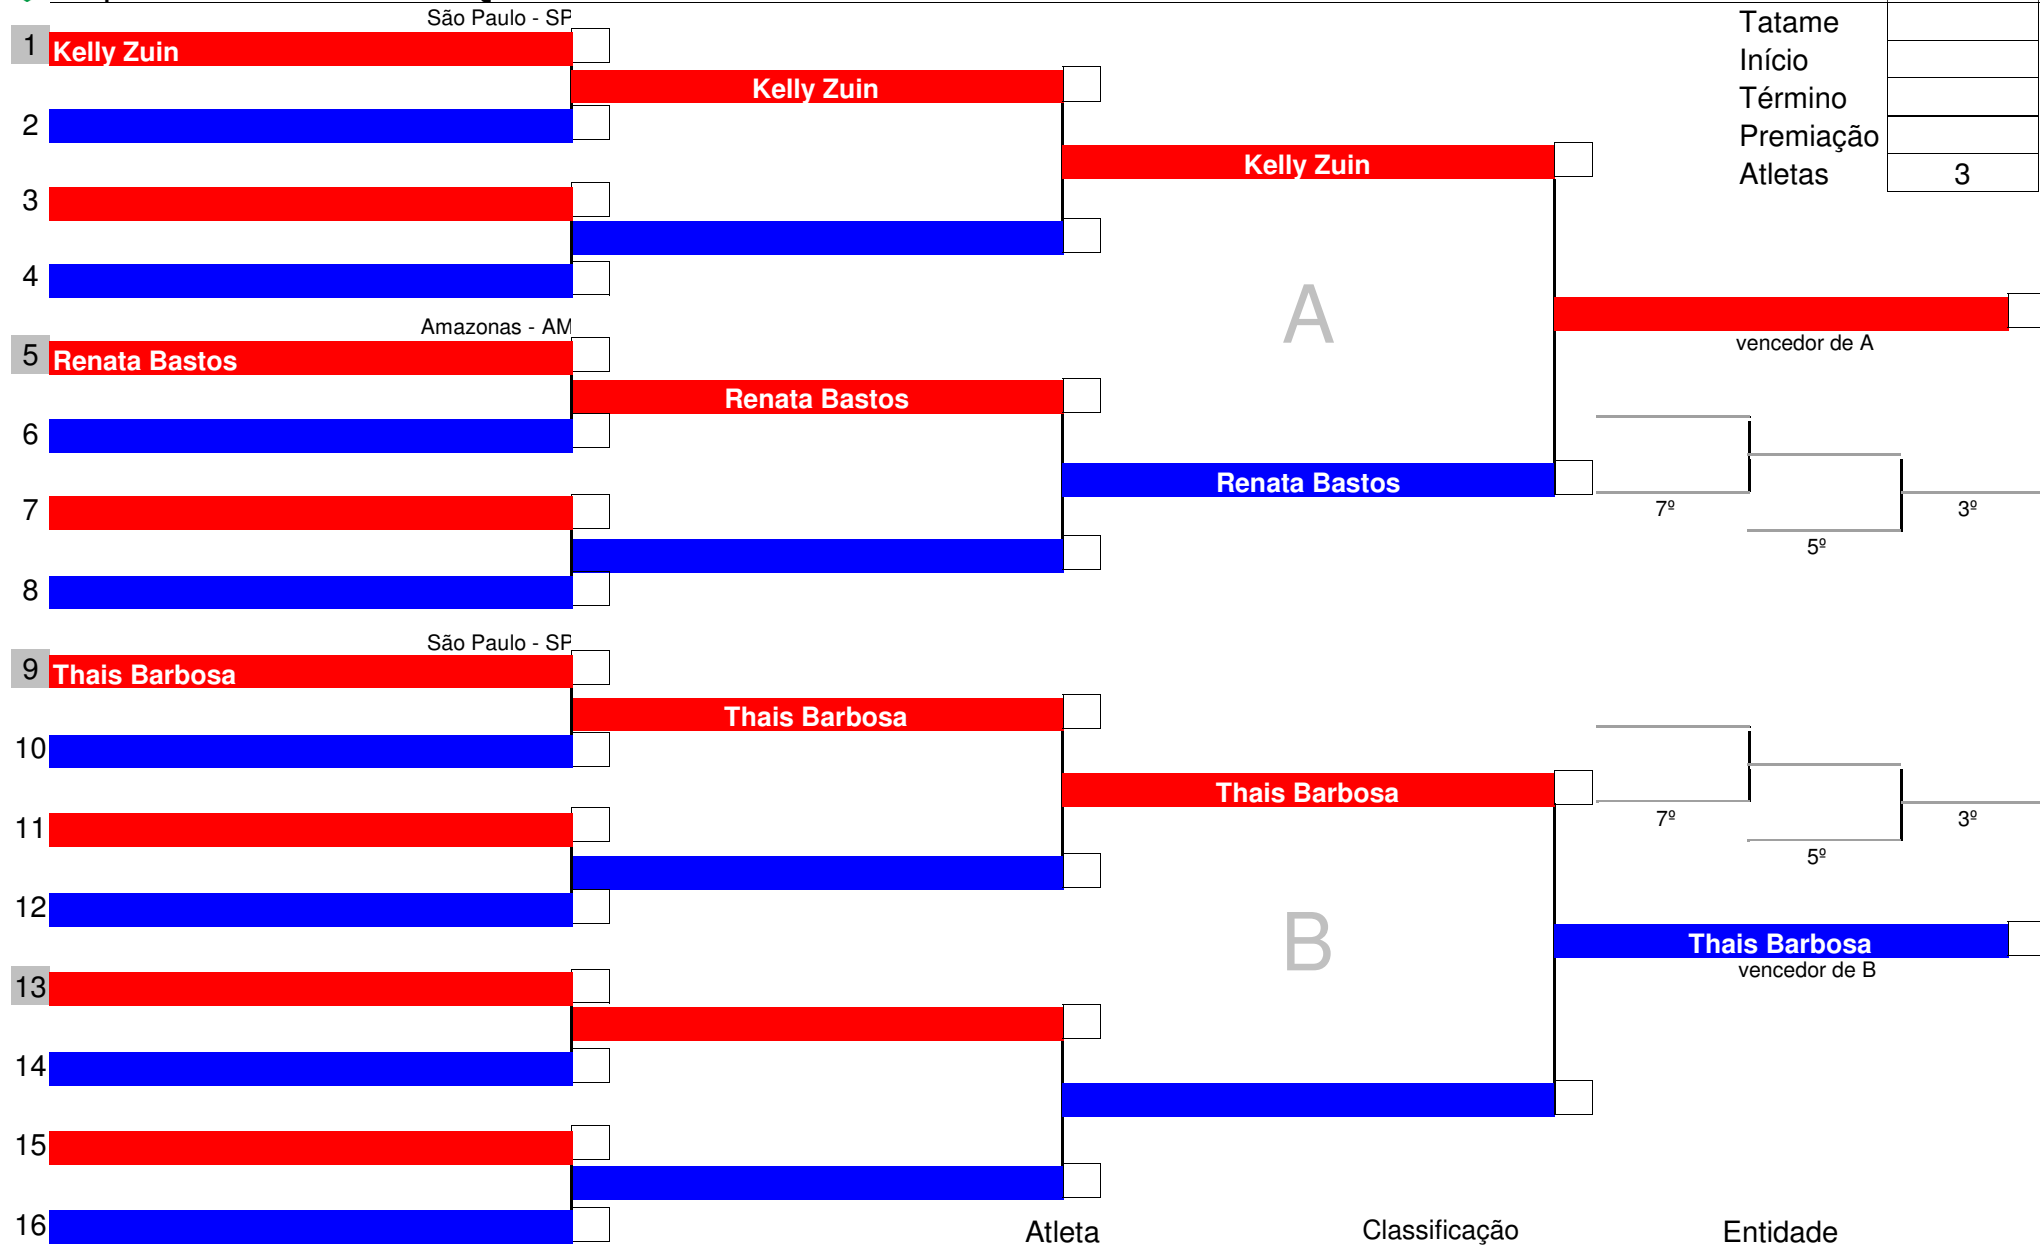 São Paulo - SP
Tatame
1 Kelly Zuin
Início
Kelly Zuin
Término
2
Premiação
Kelly Zuin
Atletas 3
3
4
A
Amazonas - AM
vencedor de A
5 Renata Bastos
Renata Bastos
6
Renata Bastos
7
7º 3º
5º
8
São Paulo - SP
9 Thais Barbosa
Thais Barbosa
10
Thais Barbosa
11
7º 3º
5º
12
B
Thais Barbosa
vencedor de B
13
14
15
16
Atleta Classificação Entidade